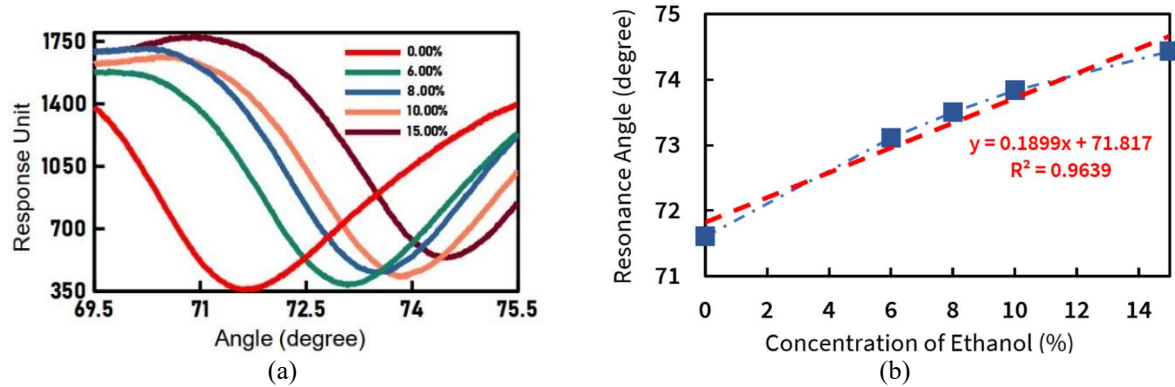 1750
1400
1050
700
350
69.5 71 72.5 74 75.5
Response Unit
Angle (degree)
0.00%
6.00%
8.00%
10.00%
15.00%
(a)
75
74
73
72
71
0 2 4 6 8 10 12 14
Resonance Angle (degree)
Concentration of Ethanol (%)
y = 0.1899x + 71.817
R² = 0.9639
(b)